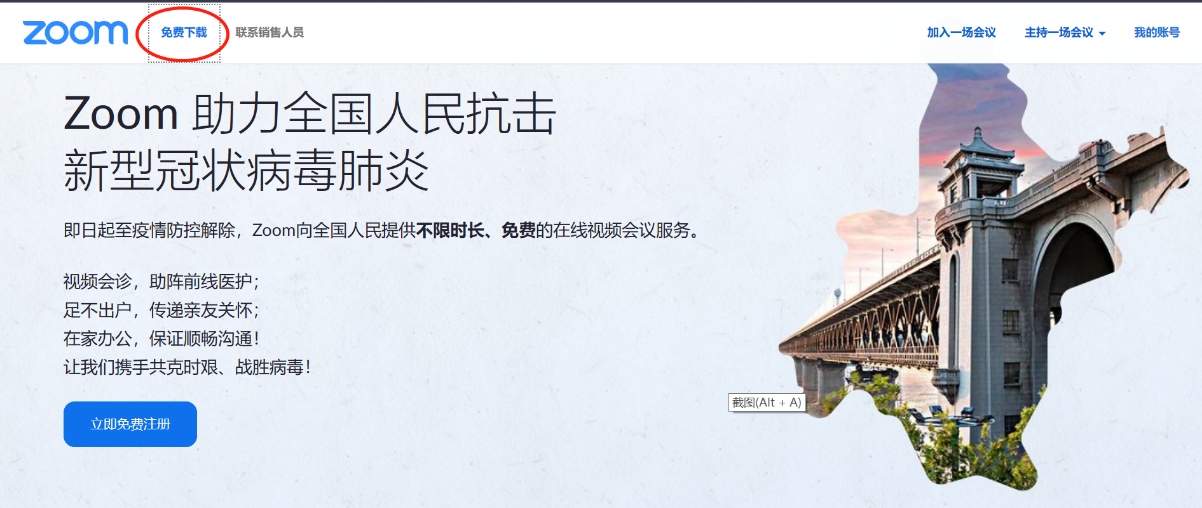 zoom 免费下载 联系销售人员 加入一场会议 主持一场会议 我的账号
Zoom 助力全国人民抗击
新型冠状病毒肺炎
即日起至疫情防控解除，Zoom向全国人民提供不限时长、免费的在线视频会议服务。
视频会诊，助阵前线医护；
足不出户，传递亲友关怀；
在家办公，保证顺畅沟通！
让我们携手共克时艰、战胜病毒！
截图(Alt + A)
立即免费注册